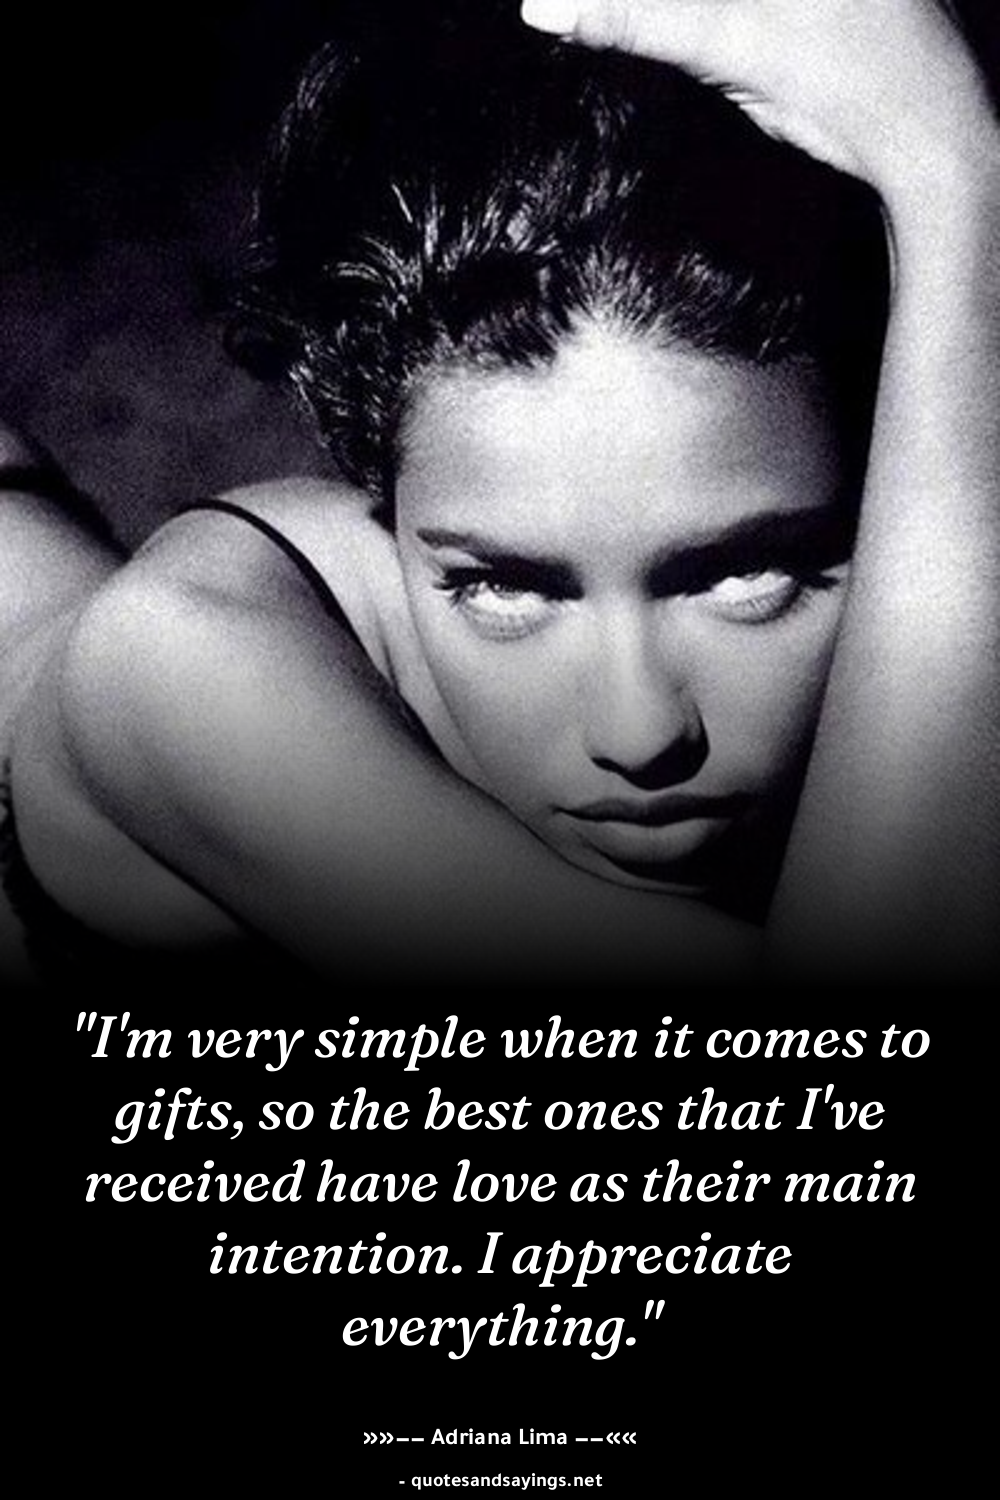 "I'm very simple when it comes to
gifts, so the best ones that I've
received have love as their main
intention. I appreciate
everything."
»»−− Adriana Lima −−««
- quotesandsayings.net